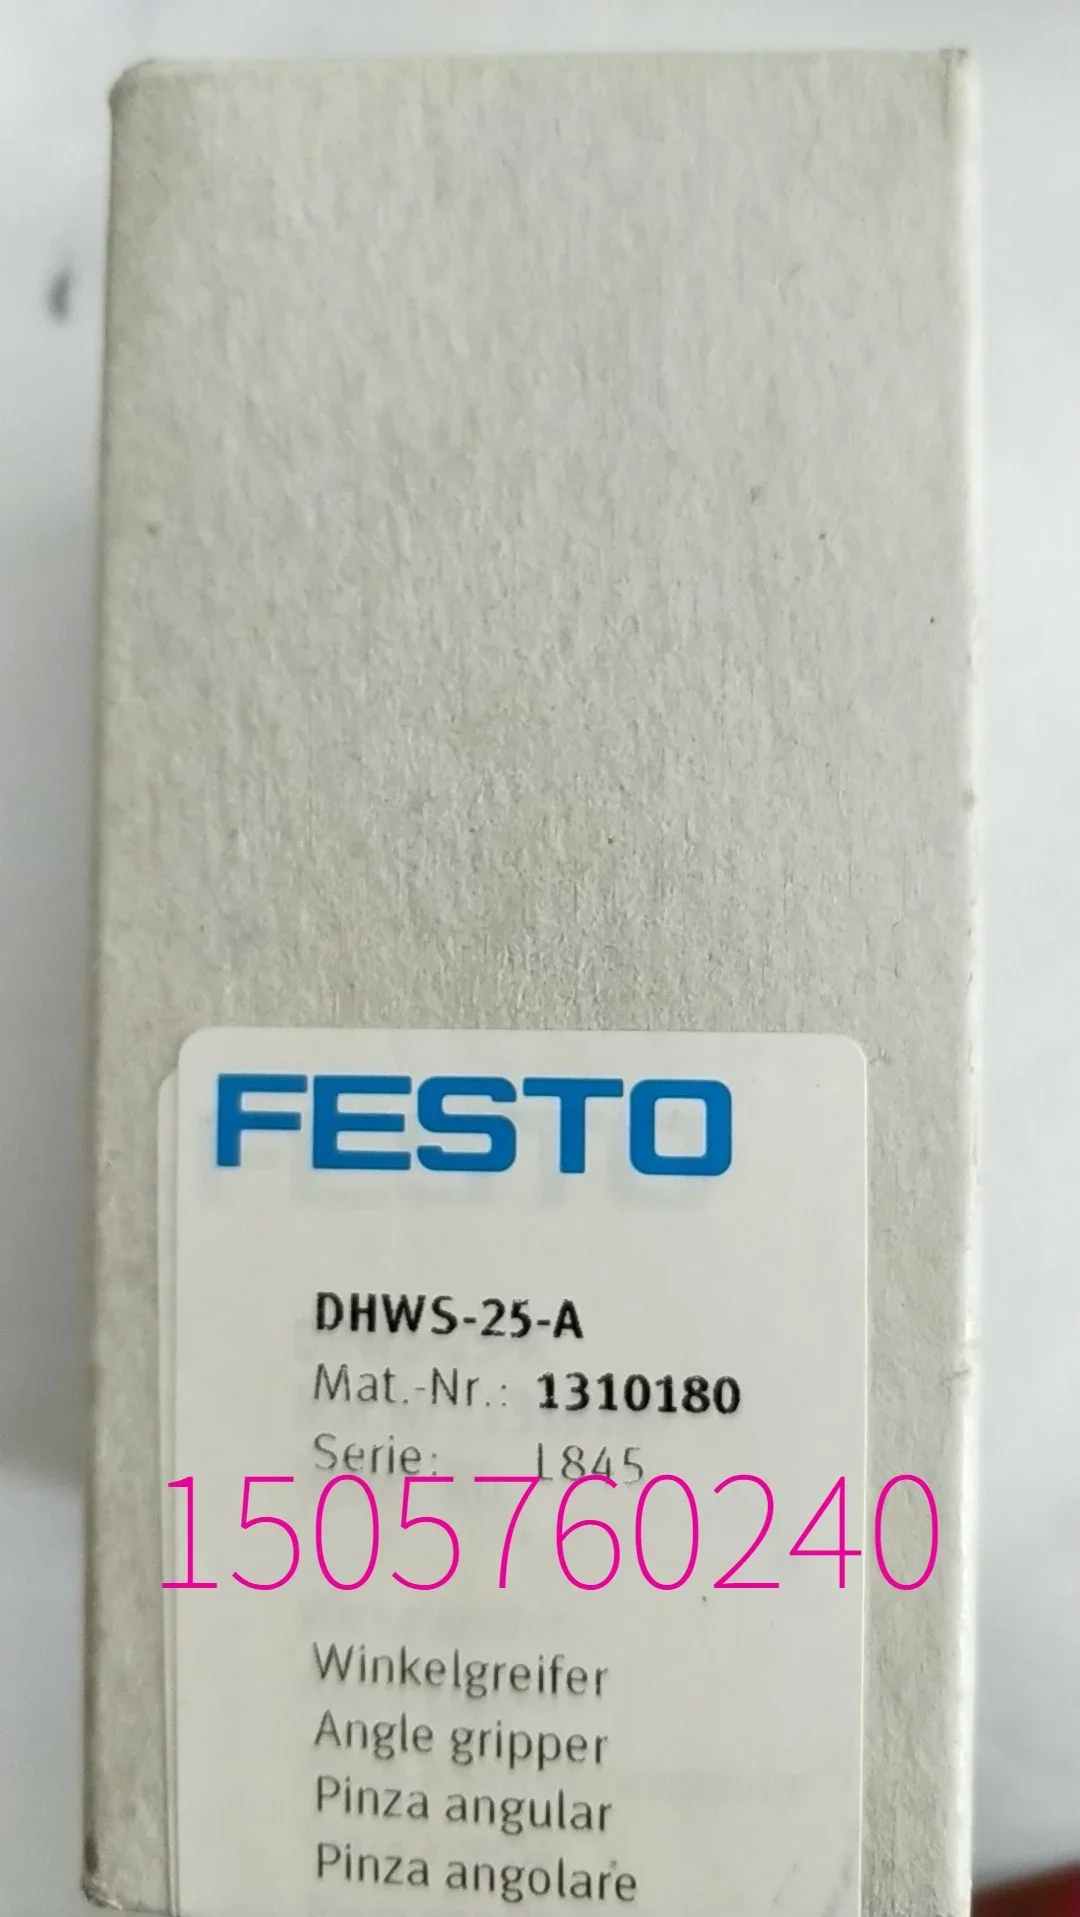 FESTO
DHWS-25-A
Mat.-Nr.: 1310180
Serie: L845
1505760240
Winkelgreifer
Angle gripper
Pinza angular
Pinza angolare